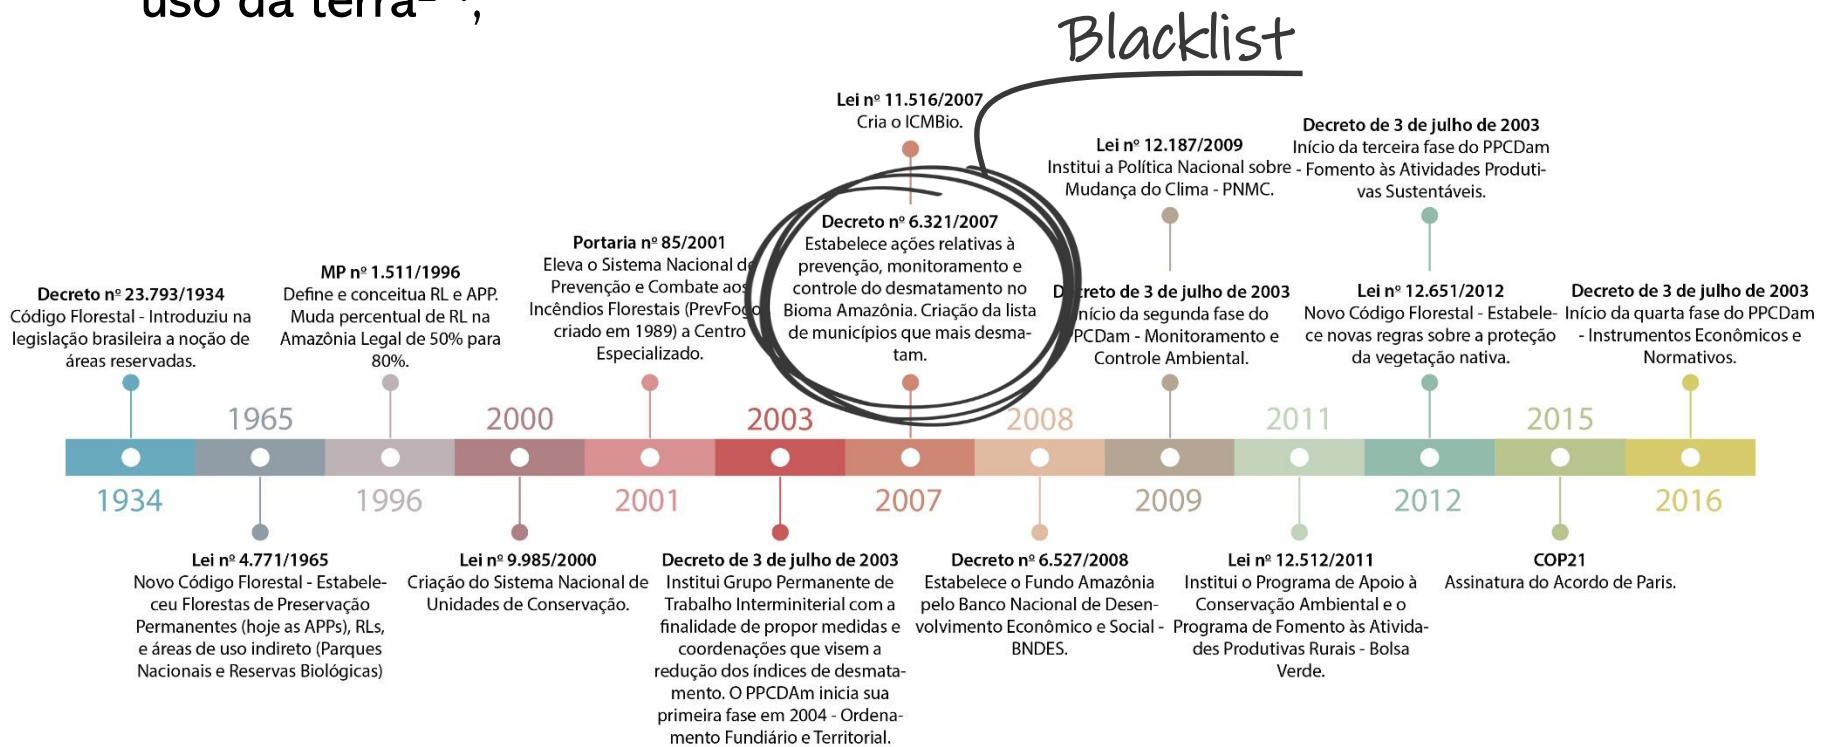 uso da terra
Blacklist
Lei nº 11.516/2007
Cria o ICMBio.
Decreto de 3 de julho de 2003
Início da terceira fase do PPCDam
- Fomento às Atividades Produti-
vas Sustentáveis.
Lei nº 12.187/2009
Institui a Política Nacional sobre
Mudança do Clima - PNMC.
Decreto nº 23.793/1934
Código Florestal - Introduziu na
legislação brasileira a noção de
áreas reservadas.
MP nº 1.511/1996
Define e conceitua RL e APP.
Muda percentual de RL na
Amazônia Legal de 50% para
80%.
Portaria nº 85/2001
Eleva o Sistema Nacional de
Prevenção e Combate aos
Incêndios Florestais (PrevFogo
criado em 1989) a Centro
Especializado.
Decreto nº 6.321/2007
Estabelece ações relativas à
prevenção, monitoramento e
controle do desmatamento no
Bioma Amazônia. Criação da lista
de municípios que mais desma-
tam.
Decreto de 3 de julho de 2003
Início da segunda fase do
PPCDam - Monitoramento e
Controle Ambiental.
Lei nº 12.651/2012
Novo Código Florestal - Estabele-
ce novas regras sobre a proteção
da vegetação nativa.
Decreto de 3 de julho de 2003
Início da quarta fase do PPCDam
- Instrumentos Econômicos e
Normativos.
1965 2000 2003 2008 2011 2015
1934 1996 2001 2007 2009 2012 2016
Lei nº 4.771/1965
Novo Código Florestal - Estabele-
ceu Florestas de Preservação
Permanentes (hoje as APPs), RLs,
e áreas de uso indireto (Parques
Nacionais e Reservas Biológicas)
Lei nº 9.985/2000
Criação do Sistema Nacional de
Unidades de Conservação.
Decreto de 3 de julho de 2003
Institui Grupo Permanente de
Trabalho Interminiterial com a
finalidade de propor medidas e
coordenações que visem a
redução dos índices de desmata-
mento. O PPCDAm inicia sua
primeira fase em 2004 - Ordena-
mento Fundiário e Territorial.
Decreto nº 6.527/2008
Estabelece o Fundo Amazônia
pelo Banco Nacional de Desen-
volvimento Econômico e Social -
BNDES.
Lei nº 12.512/2011
Institui o Programa de Apoio à
Conservação Ambiental e o
Programa de Fomento às Ativida-
des Produtivas Rurais - Bolsa
Verde.
COP21
Assinatura do Acordo de Paris.